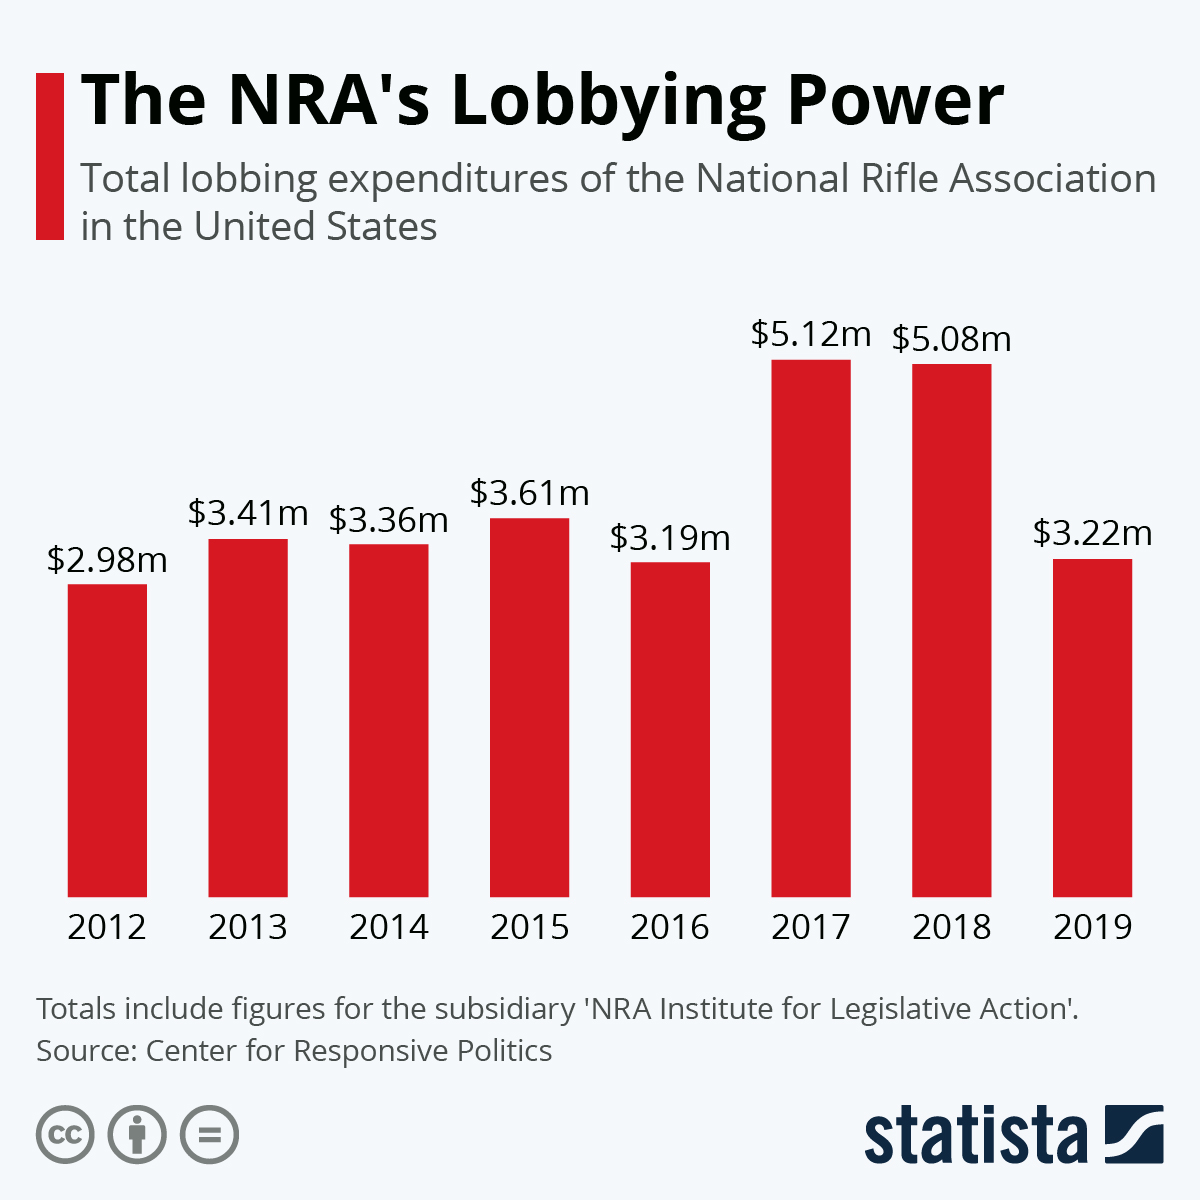 The NRA's Lobbying Power
Total lobbing expenditures of the National Rifle Association
in the United States
$2.98m
$3.41m
$3.36m
$3.61m
$3.19m
$5.12m
$5.08m
$3.22m
2012
2013
2014
2015
2016
2017
2018
2019
Totals include figures for the subsidiary 'NRA Institute for Legislative Action'.
Source: Center for Responsive Politics
cc
statista